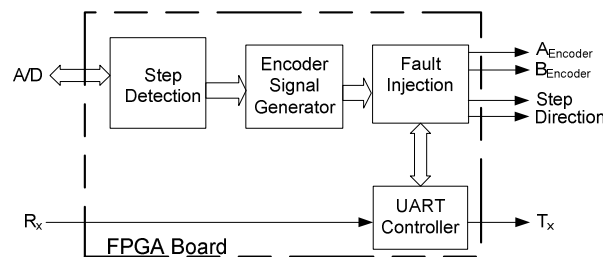 A/D
Step
Detection
Encoder
Signal
Generator
Fault
Injection
AEncoder
BEncoder
Step
Direction
Rx
UART
Controller
Tx
FPGA Board